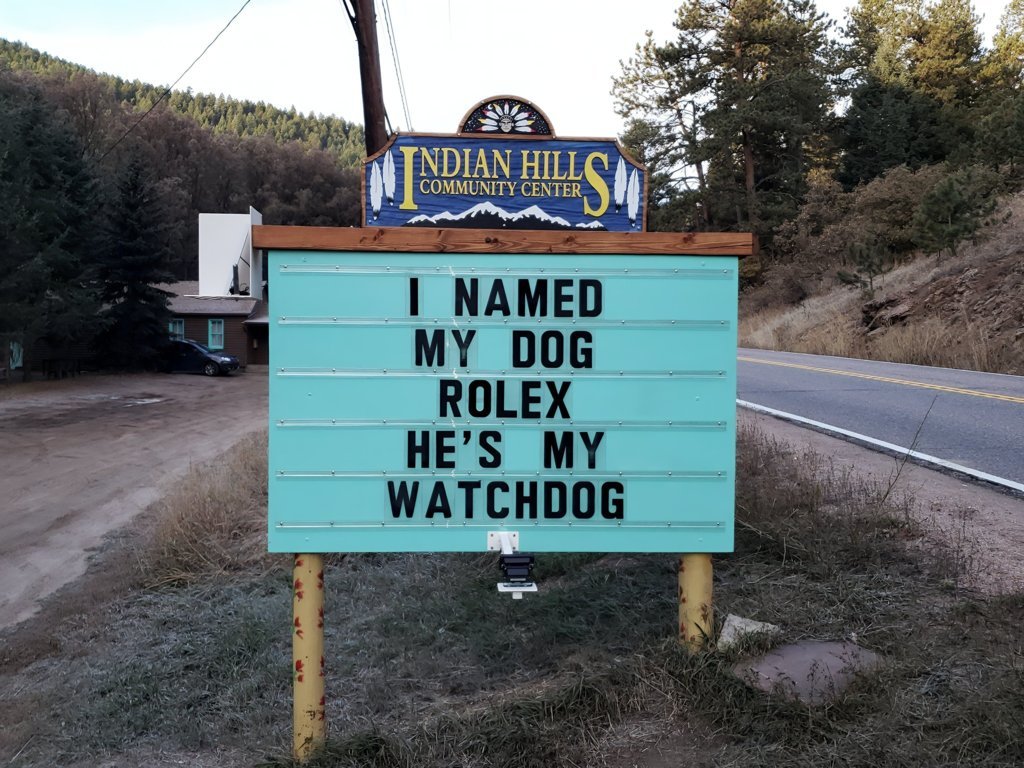 INDIAN HILLS
COMMUNITY CENTER
I NAMED
MY DOG
ROLEX
HE'S MY
WATCHDOG